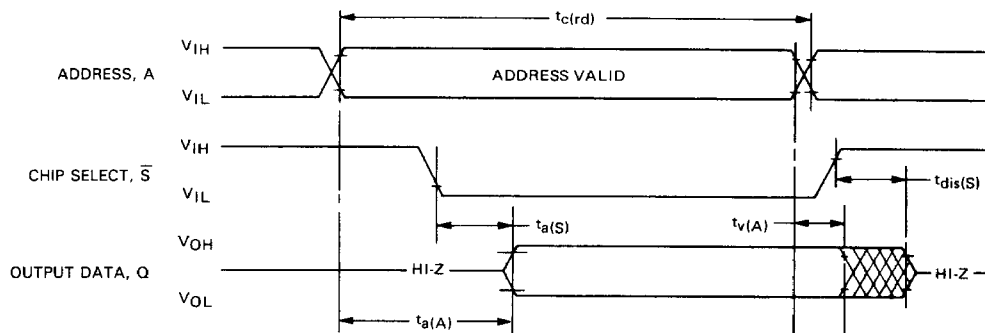 tc(rd)
VIH
ADDRESS, A
ADDRESS VALID
VIL
VIH
CHIP SELECT, S̅
VIL
tdis(S)
ta(S)
tv(A)
VOH
OUTPUT DATA, Q
HI-Z
HI-Z
VOL
ta(A)